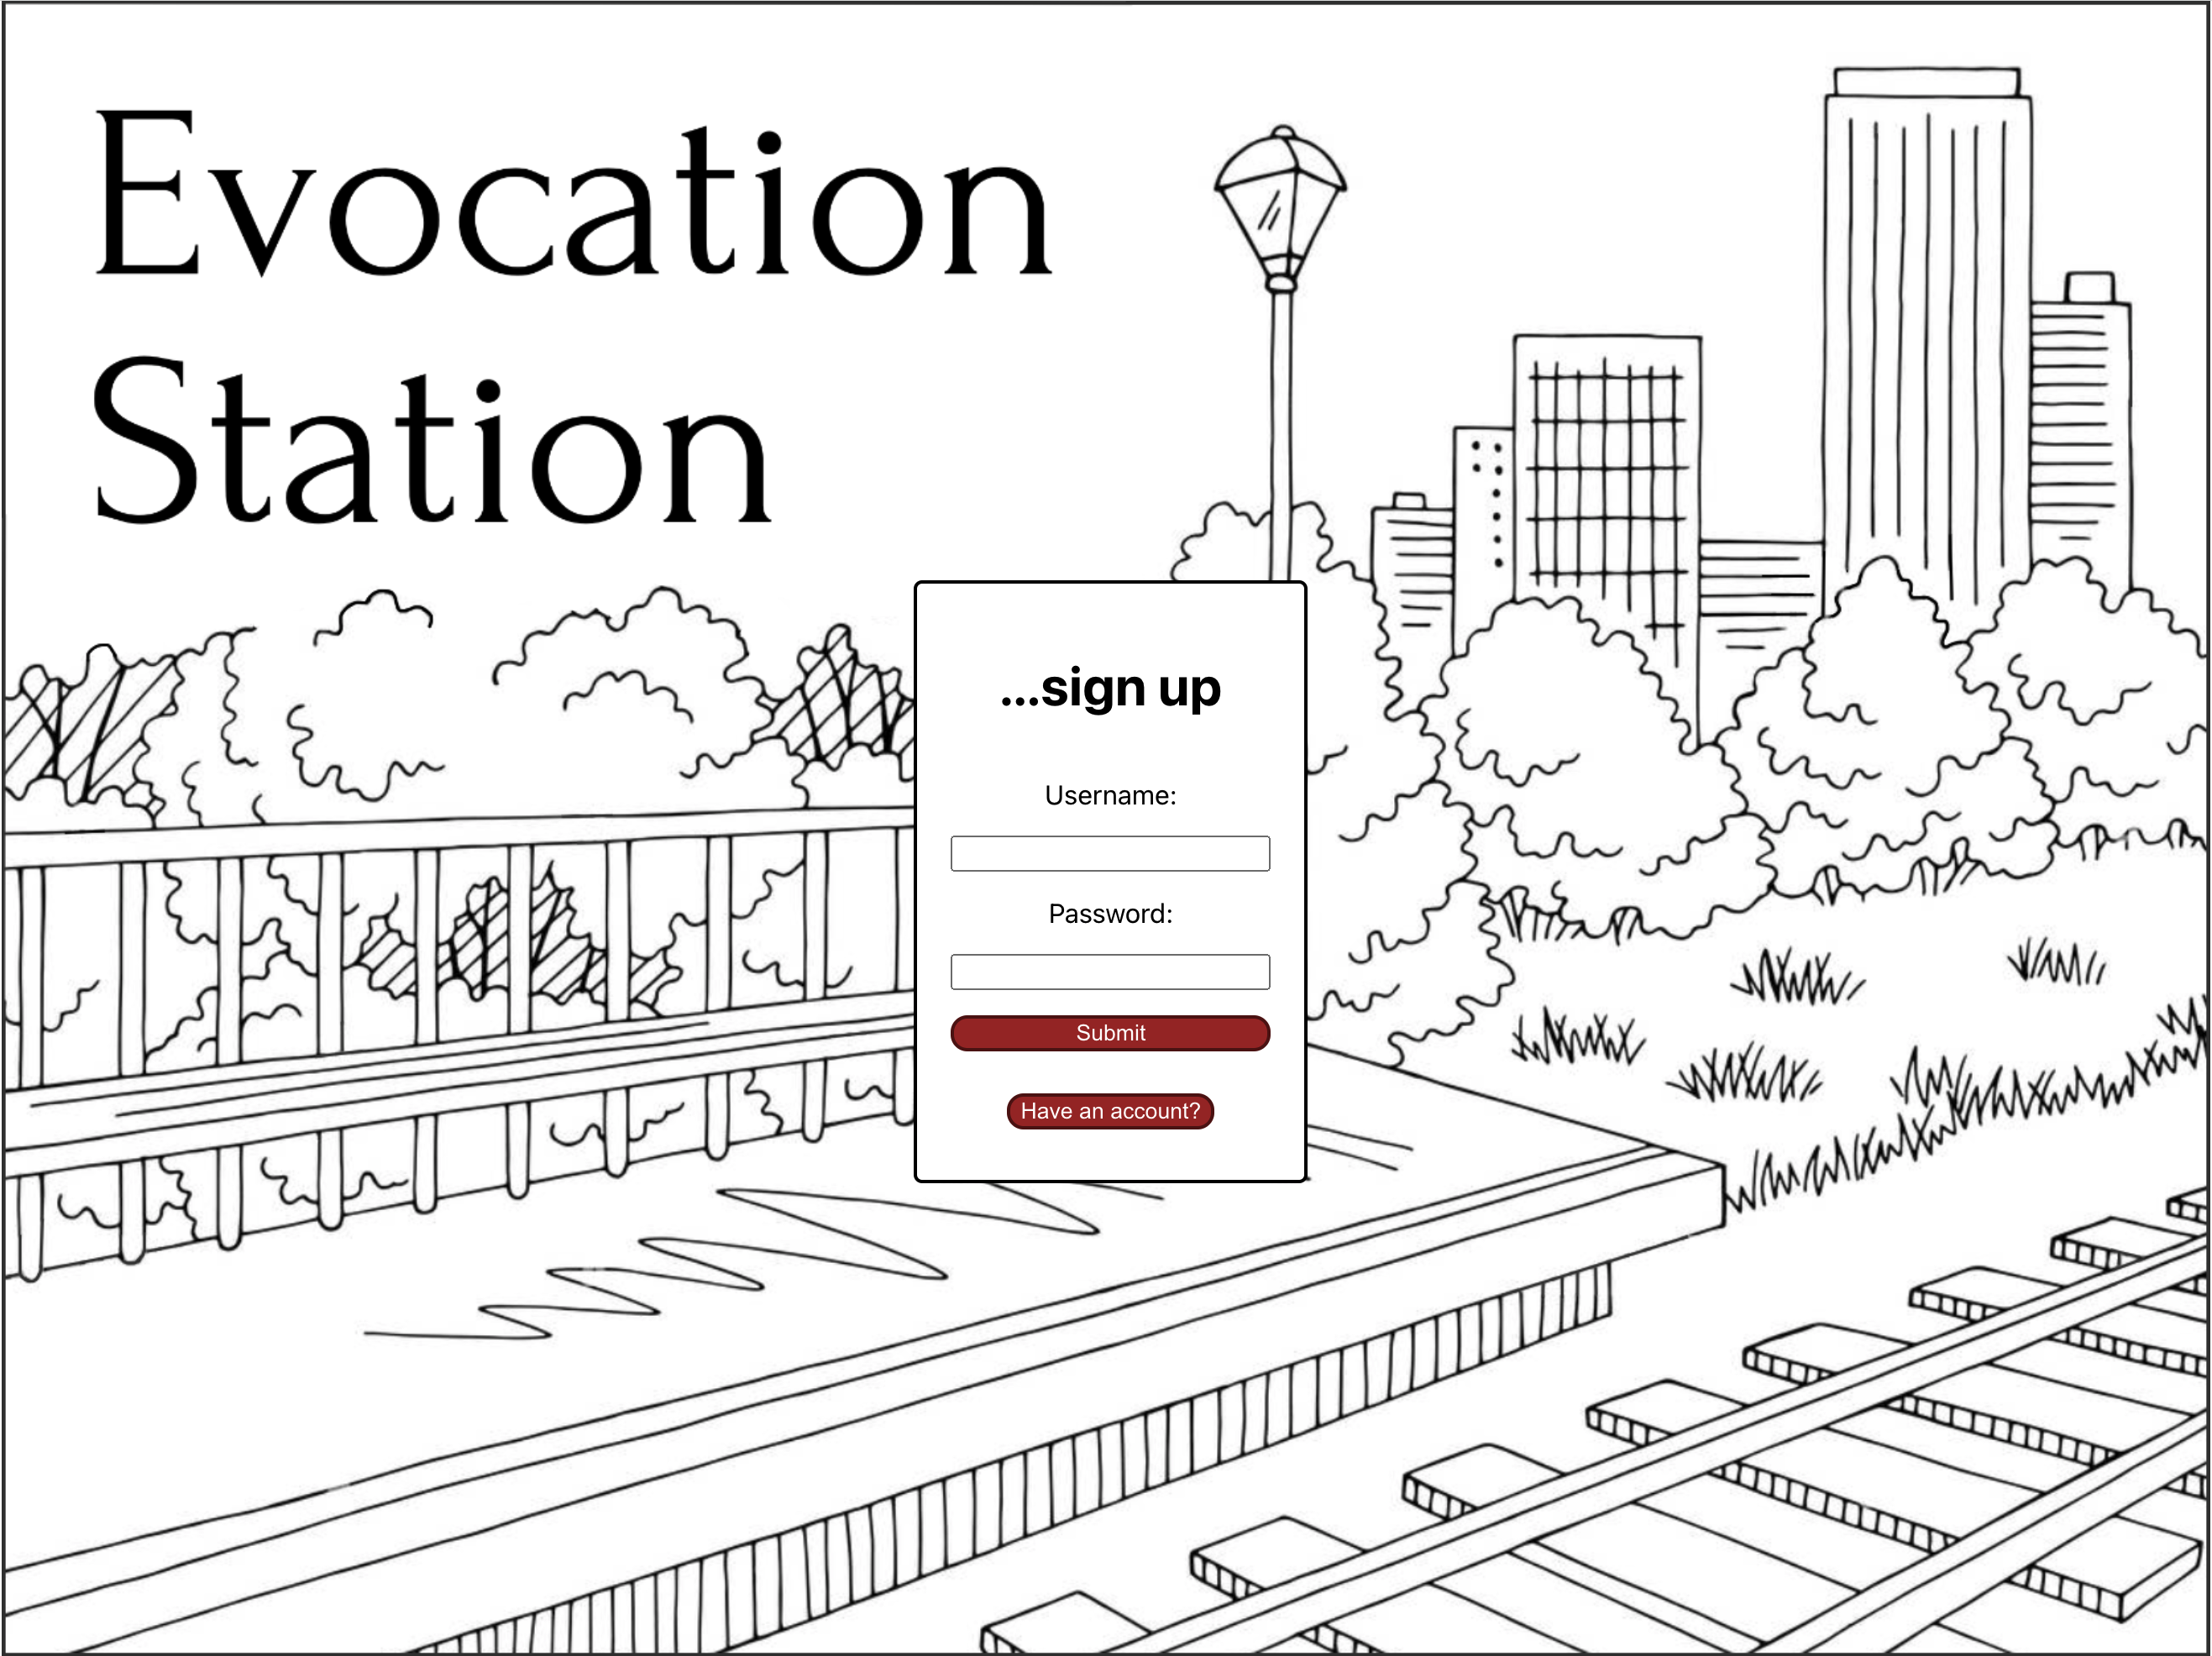 Evocation
Station
...sign up
Username:
Password:
Submit
Have an account?